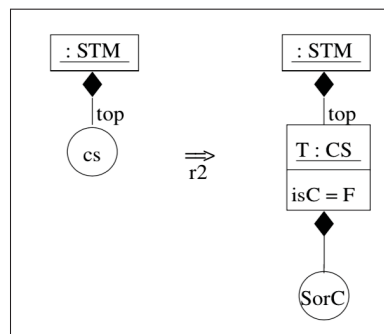 : STM
top
cs
⇒
r2
: STM
top
T : CS
isC = F
SorC